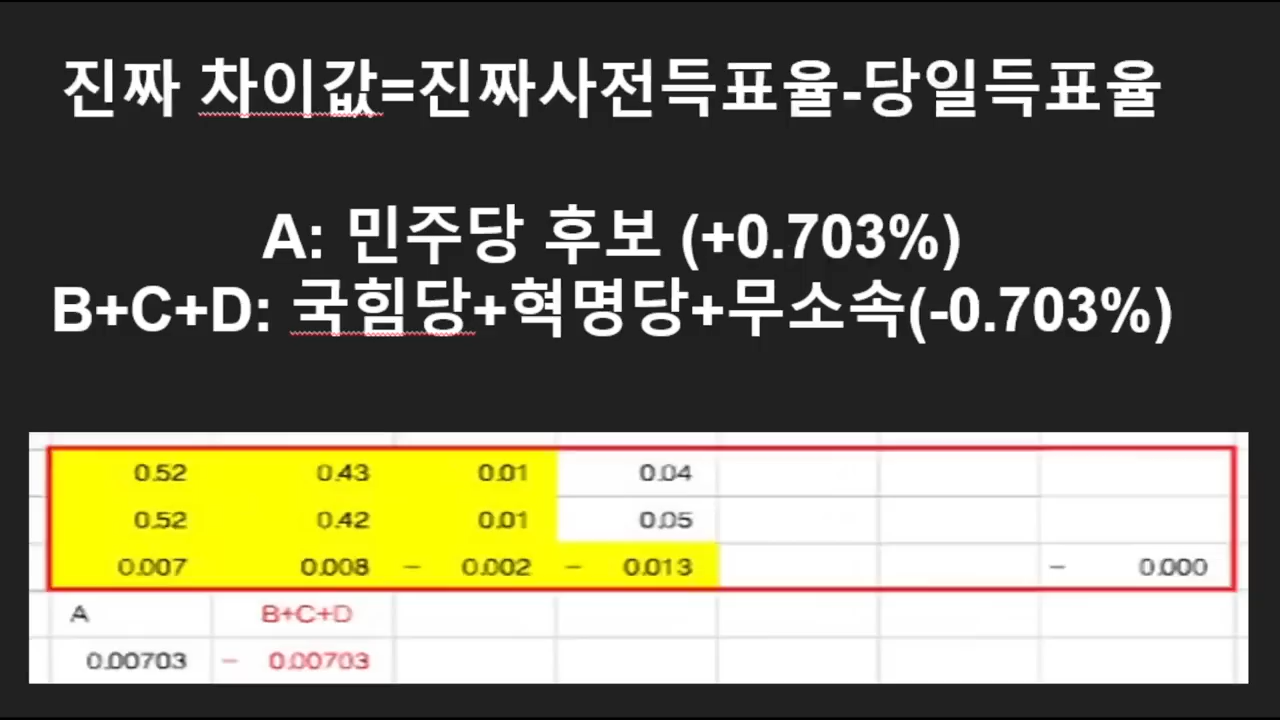 진짜 차이값=진짜사전득표율-당일득표율
A: 민주당 후보 (+0.703%)
B+C+D: 국힘당+혁명당+무소속(-0.703%)
0.52 0.43 0.01 0.04
0.52 0.42 0.01 0.05
0.007 0.008 - 0.002 - 0.013 - 0.000
A B+C+D
0.00703 - 0.00703